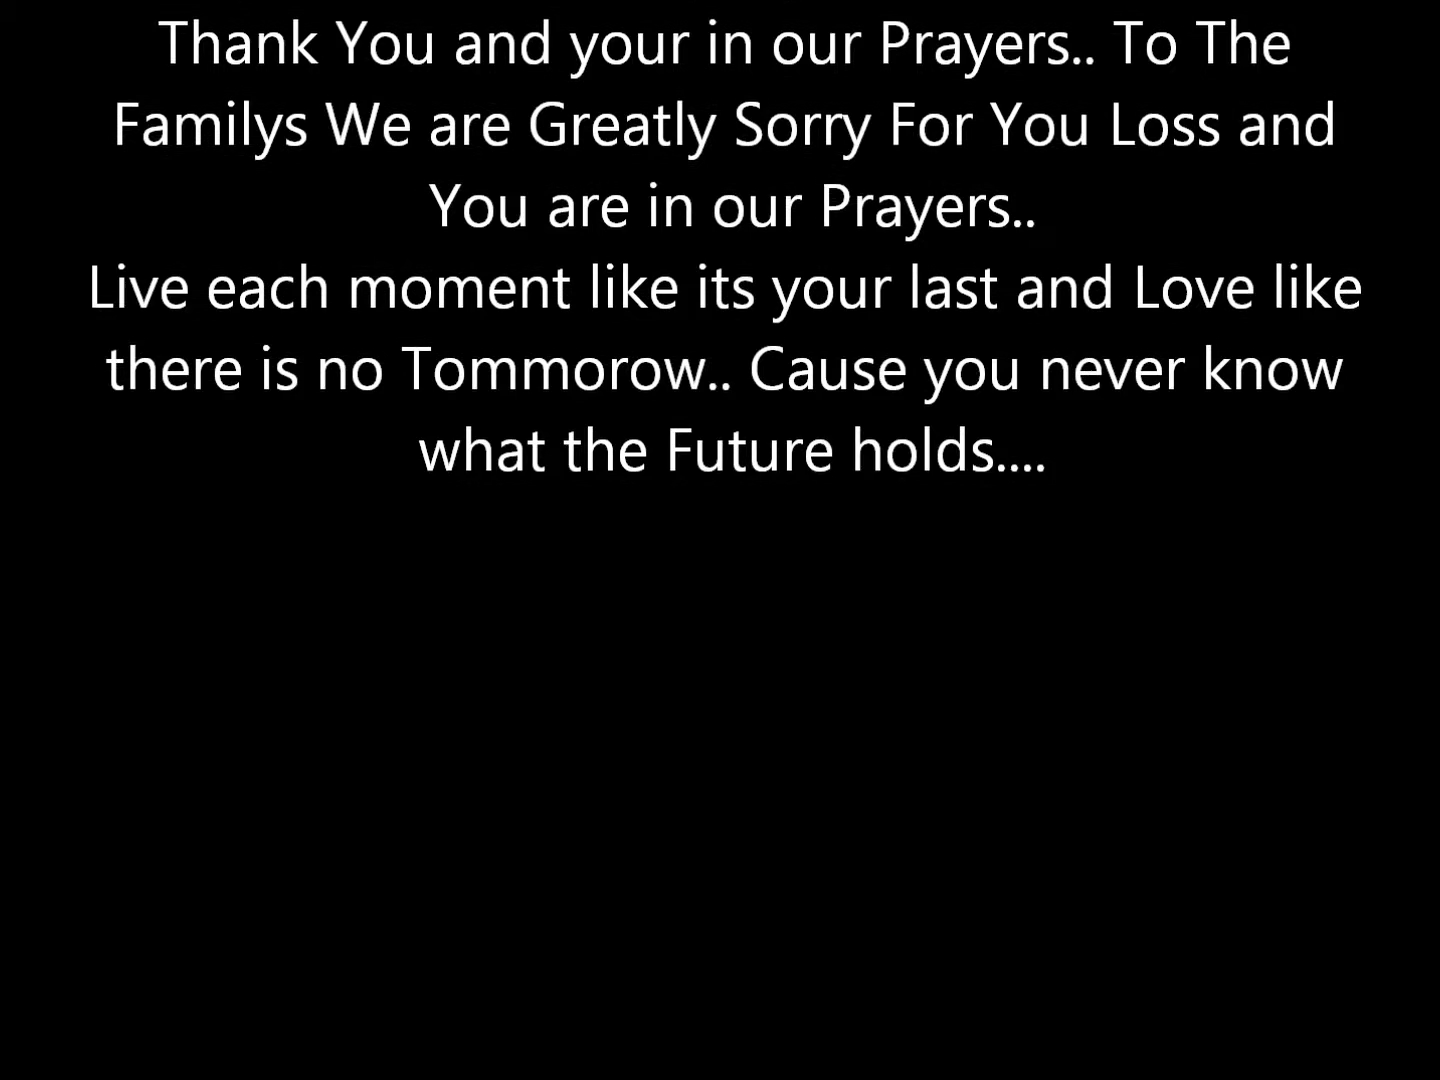 Thank You and your in our Prayers.. To The
Familys We are Greatly Sorry For You Loss and
You are in our Prayers..
Live each moment like its your last and Love like
there is no Tommorow.. Cause you never know
what the Future holds....